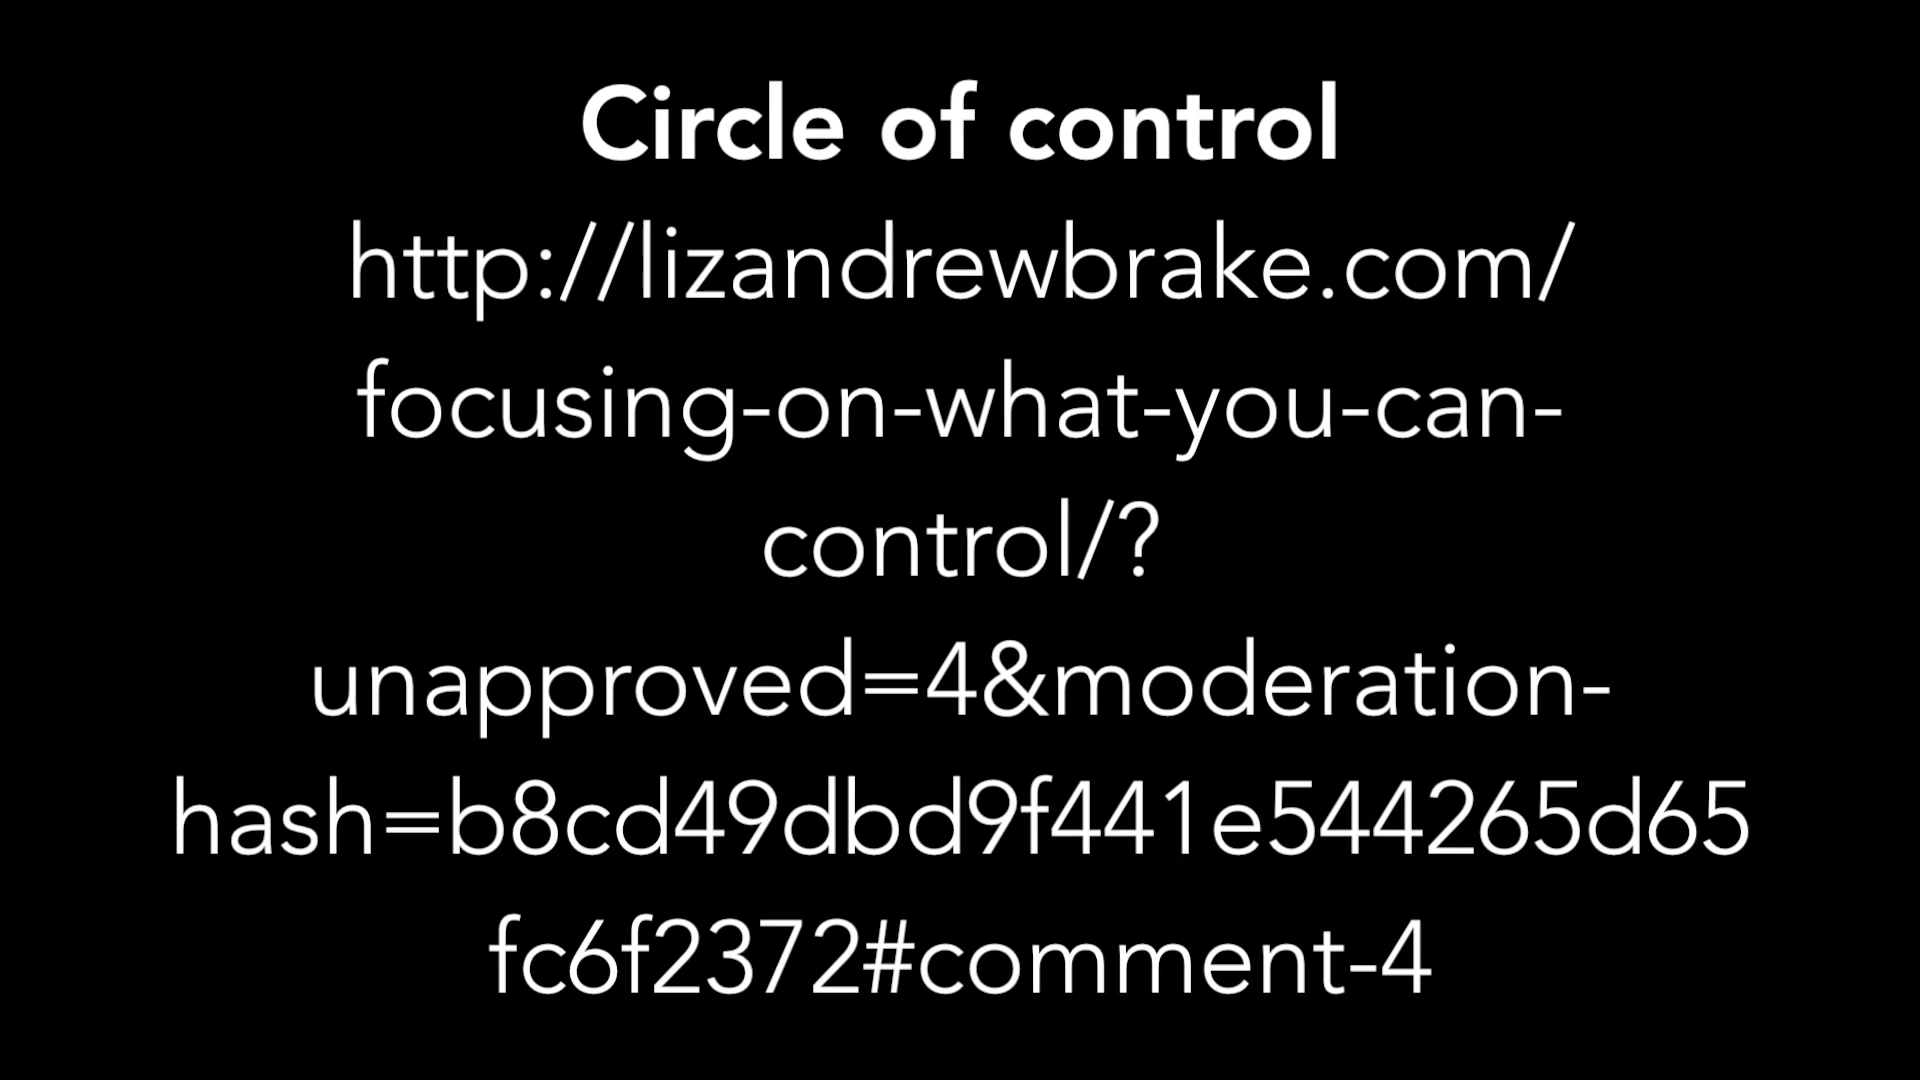 Circle of control
http://lizandrewbrake.com/
focusing-on-what-you-can-
control/?
unapproved=4&moderation-
hash=b8cd49dbd9f441e544265d65
fc6f2372#comment-4